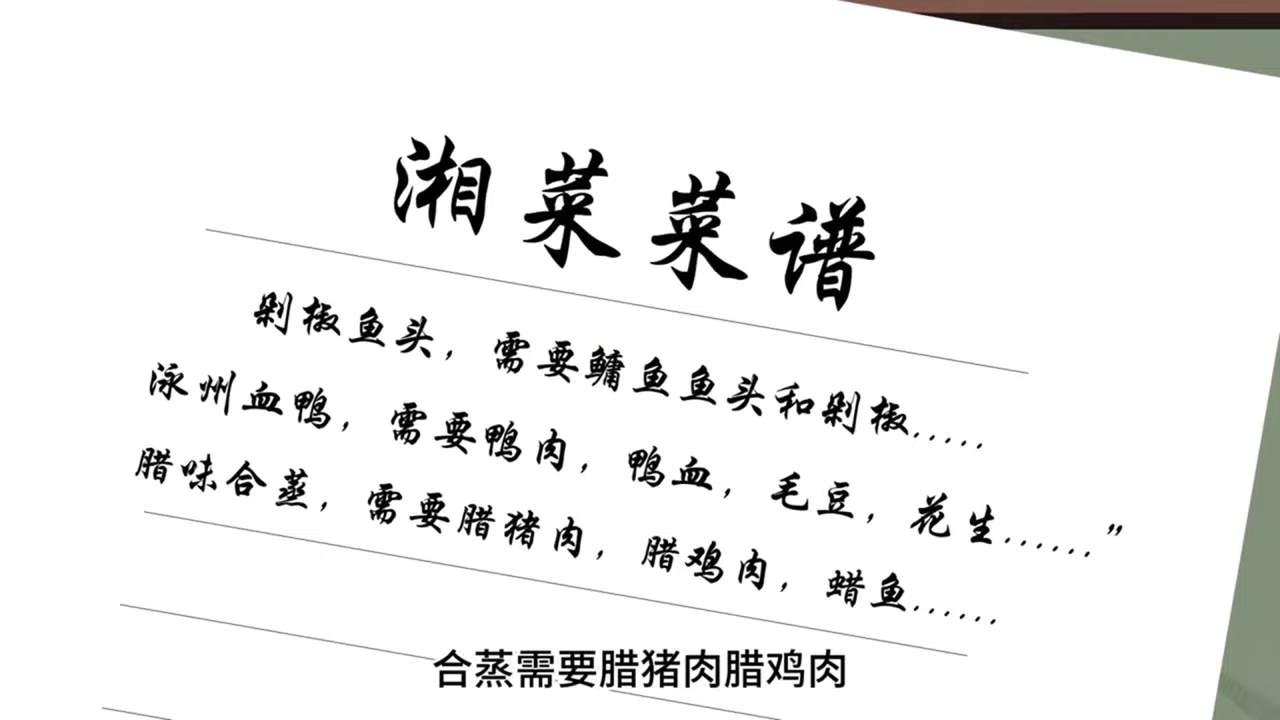 湘菜菜谱
剁椒鱼头，需要鳙鱼鱼头和剁椒.....
泳州血鸭，需要鸭肉，鸭血，毛豆，花生......”
腊味合蒸，需要腊猪肉，腊鸡肉，蜡鱼......
合蒸需要腊猪肉腊鸡肉